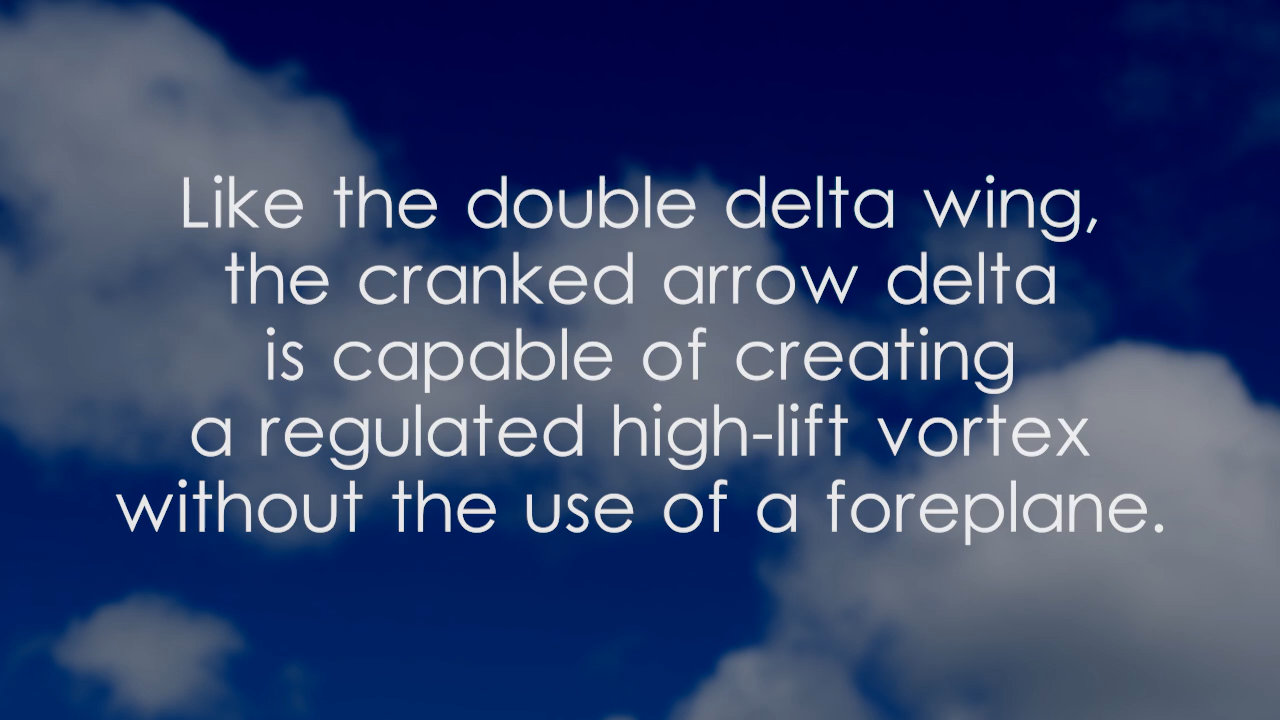 Like the double delta wing,
the cranked arrow delta
is capable of creating
a regulated high-lift vortex
without the use of a foreplane.